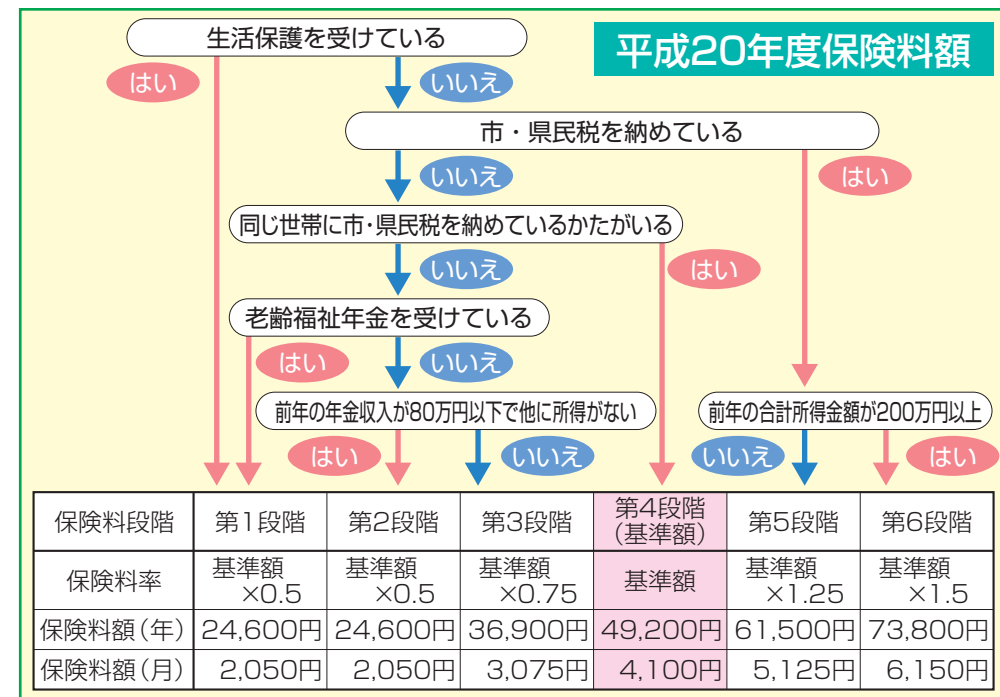 平成20年度保険料額
生活保護を受けている
はい
いいえ
市・県民税を納めている
いいえ
はい
同じ世帯に市・県民税を納めているかたがいる
いいえ
はい
老齢福祉年金を受けている
はい
いいえ
前年の年金収入が80万円以下で他に所得がない
前年の合計所得金額が200万円以上
はい
いいえ
いいえ
はい
保険料段階 第1段階 第2段階 第3段階 第4段階（基準額） 第5段階 第6段階
保険料率 基準額×0.5 基準額×0.5 基準額×0.75 基準額 基準額×1.25 基準額×1.5
保険料額（年） 24,600円 24,600円 36,900円 49,200円 61,500円 73,800円
保険料額（月） 2,050円 2,050円 3,075円 4,100円 5,125円 6,150円